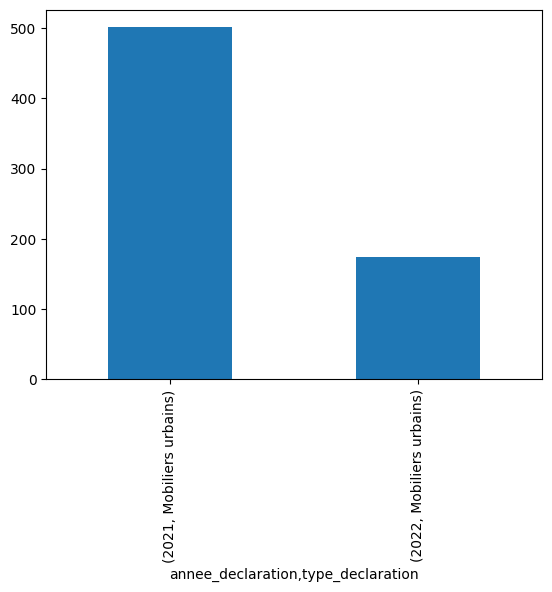 500
400
300
200
100
0
(2021, Mobiliers urbains)
(2022, Mobiliers urbains)
annee_declaration,type_declaration